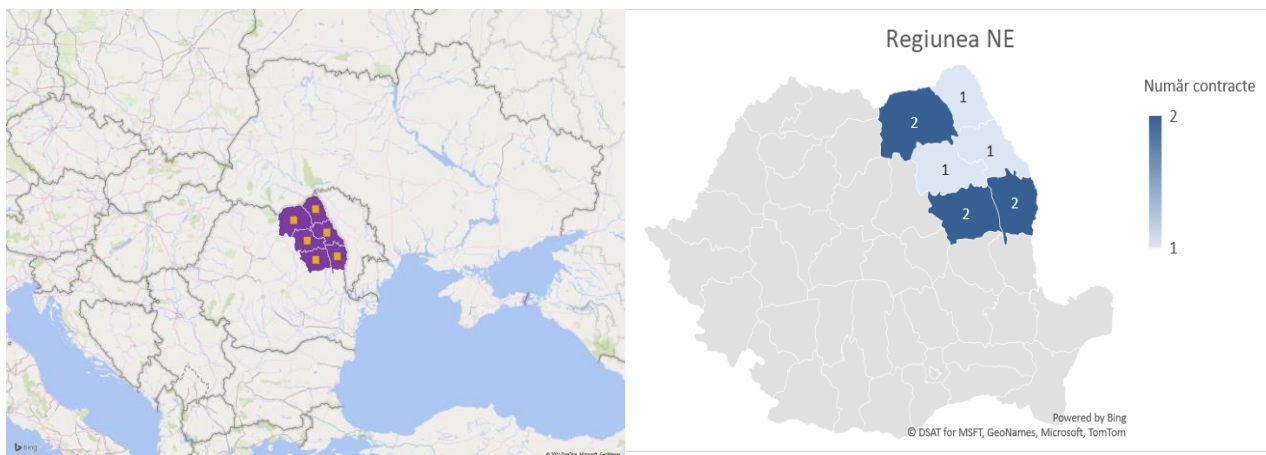 bing
Regiunea NE
Număr contracte
2
1
1
2
1
1
2
2
Powered by Bing
© DSAT for MSFT, GeoNames, Microsoft, TomTom